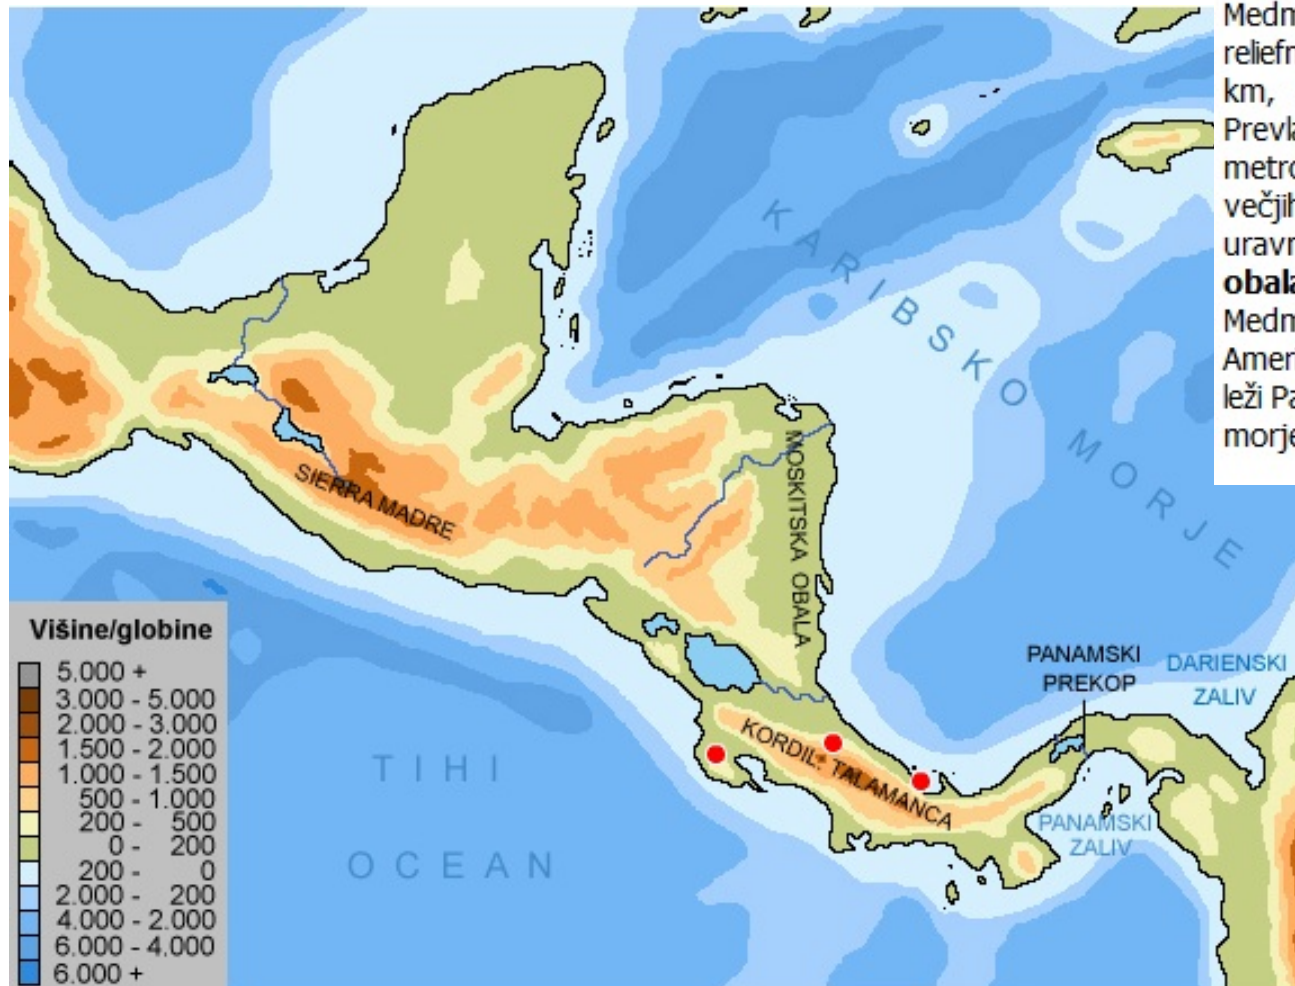 Medm
reliefn
km,
Prevla
metro
večjih
uravn
obala
Medm
Amer
leži Pa
morje
KARIBSKO
MORJE
MOSKITSKA OBALA
SIERRA MADRE
PANAMSKI
PREKOP
DARIENSKI
ZALIV
KORDIL. TALAMANCA
PANAMSKI
ZALIV
TIHI
OCEAN
Višine/globine
5.000 +
3.000 - 5.000
2.000 - 3.000
1.500 - 2.000
1.000 - 1.500
500 - 1.000
200 - 500
0 - 200
200 - 0
2.000 - 200
4.000 - 2.000
6.000 - 4.000
6.000 +